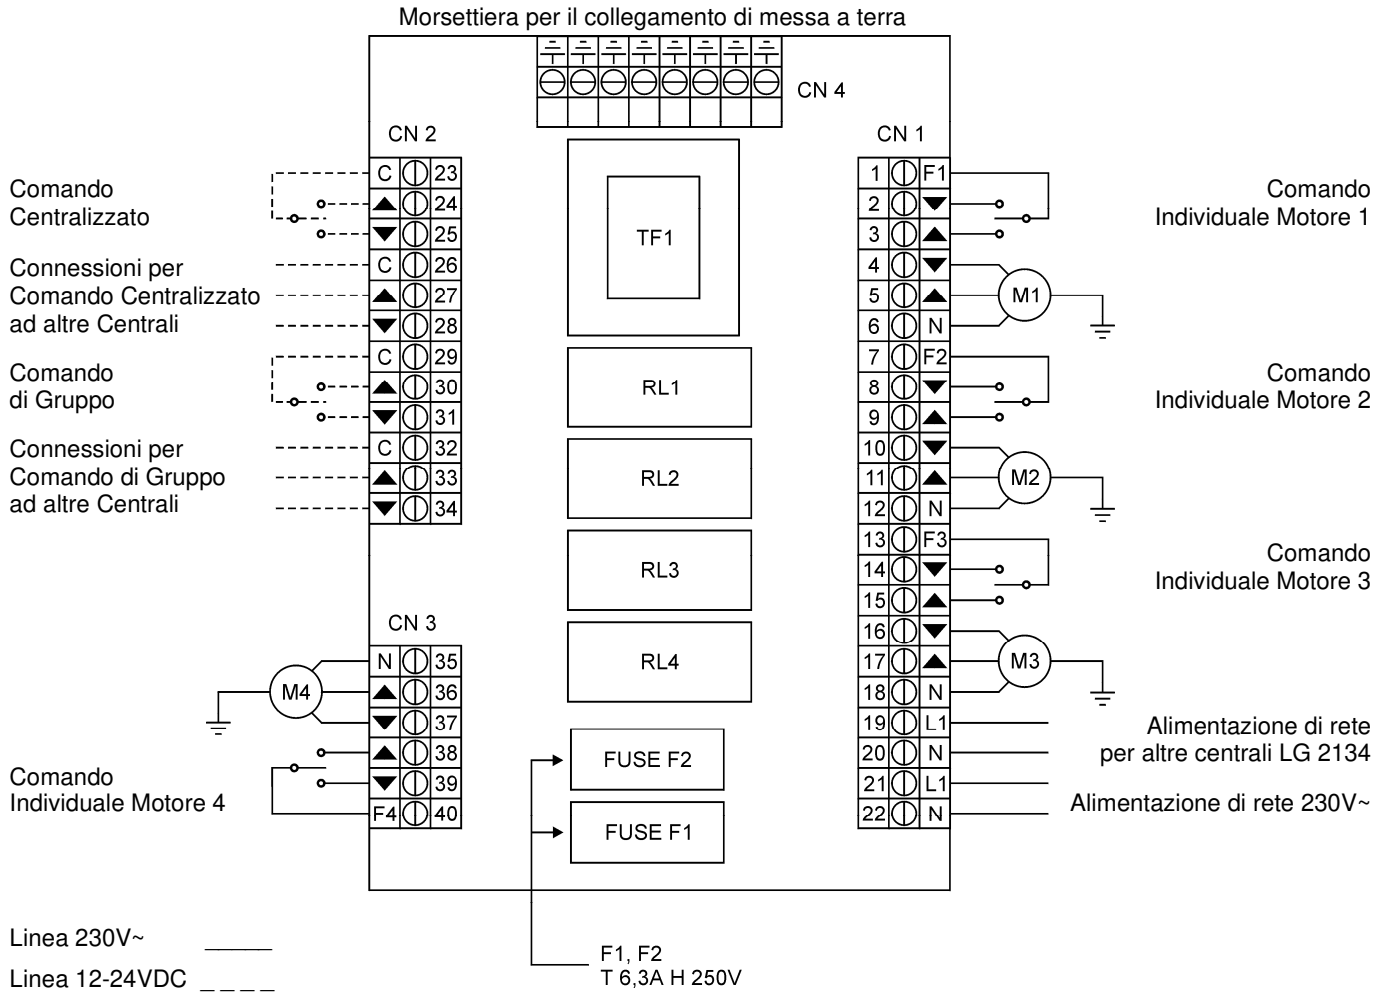 Morsettiera per il collegamento di messa a terra
CN 4
CN 2
CN 1
Comando
Centralizzato
C 23
24
25
Connessioni per
Comando Centralizzato
ad altre Centrali
C 26
27
28
Comando
di Gruppo
C 29
30
31
Connessioni per
Comando di Gruppo
ad altre Centrali
C 32
33
34
CN 3
M4
N 35
36
37
Comando
Individuale Motore 4
38
39
F4 40
TF1
RL1
RL2
RL3
RL4
FUSE F2
FUSE F1
1 F1
2
3
Comando
Individuale Motore 1
4
5
6 N
M1
7 F2
8
9
Comando
Individuale Motore 2
10
11
12 N
M2
13 F3
14
15
Comando
Individuale Motore 3
16
17
18 N
M3
19 L1
20 N
Alimentazione di rete
per altre centrali LG 2134
21 L1
22 N
Alimentazione di rete 230V~
Linea 230V~
Linea 12-24VDC
F1, F2
T 6,3A H 250V